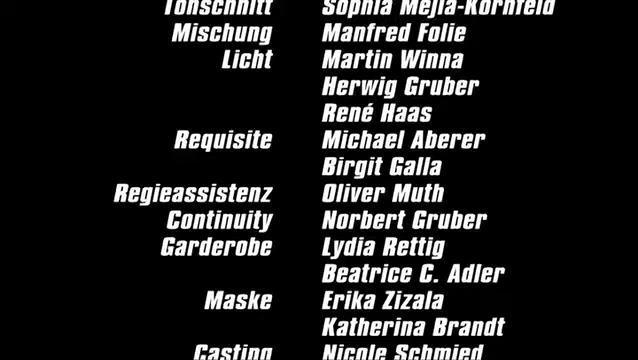 Tonschnitt Sophia Mejia-Kornfeld
Mischung Manfred Folie
Licht Martin Winna
Herwig Gruber
René Haas
Requisite Michael Aberer
Birgit Galla
Regieassistenz Oliver Muth
Continuity Norbert Gruber
Garderobe Lydia Rettig
Beatrice C. Adler
Maske Erika Zizala
Katherina Brandt
Casting Nicole Schmied